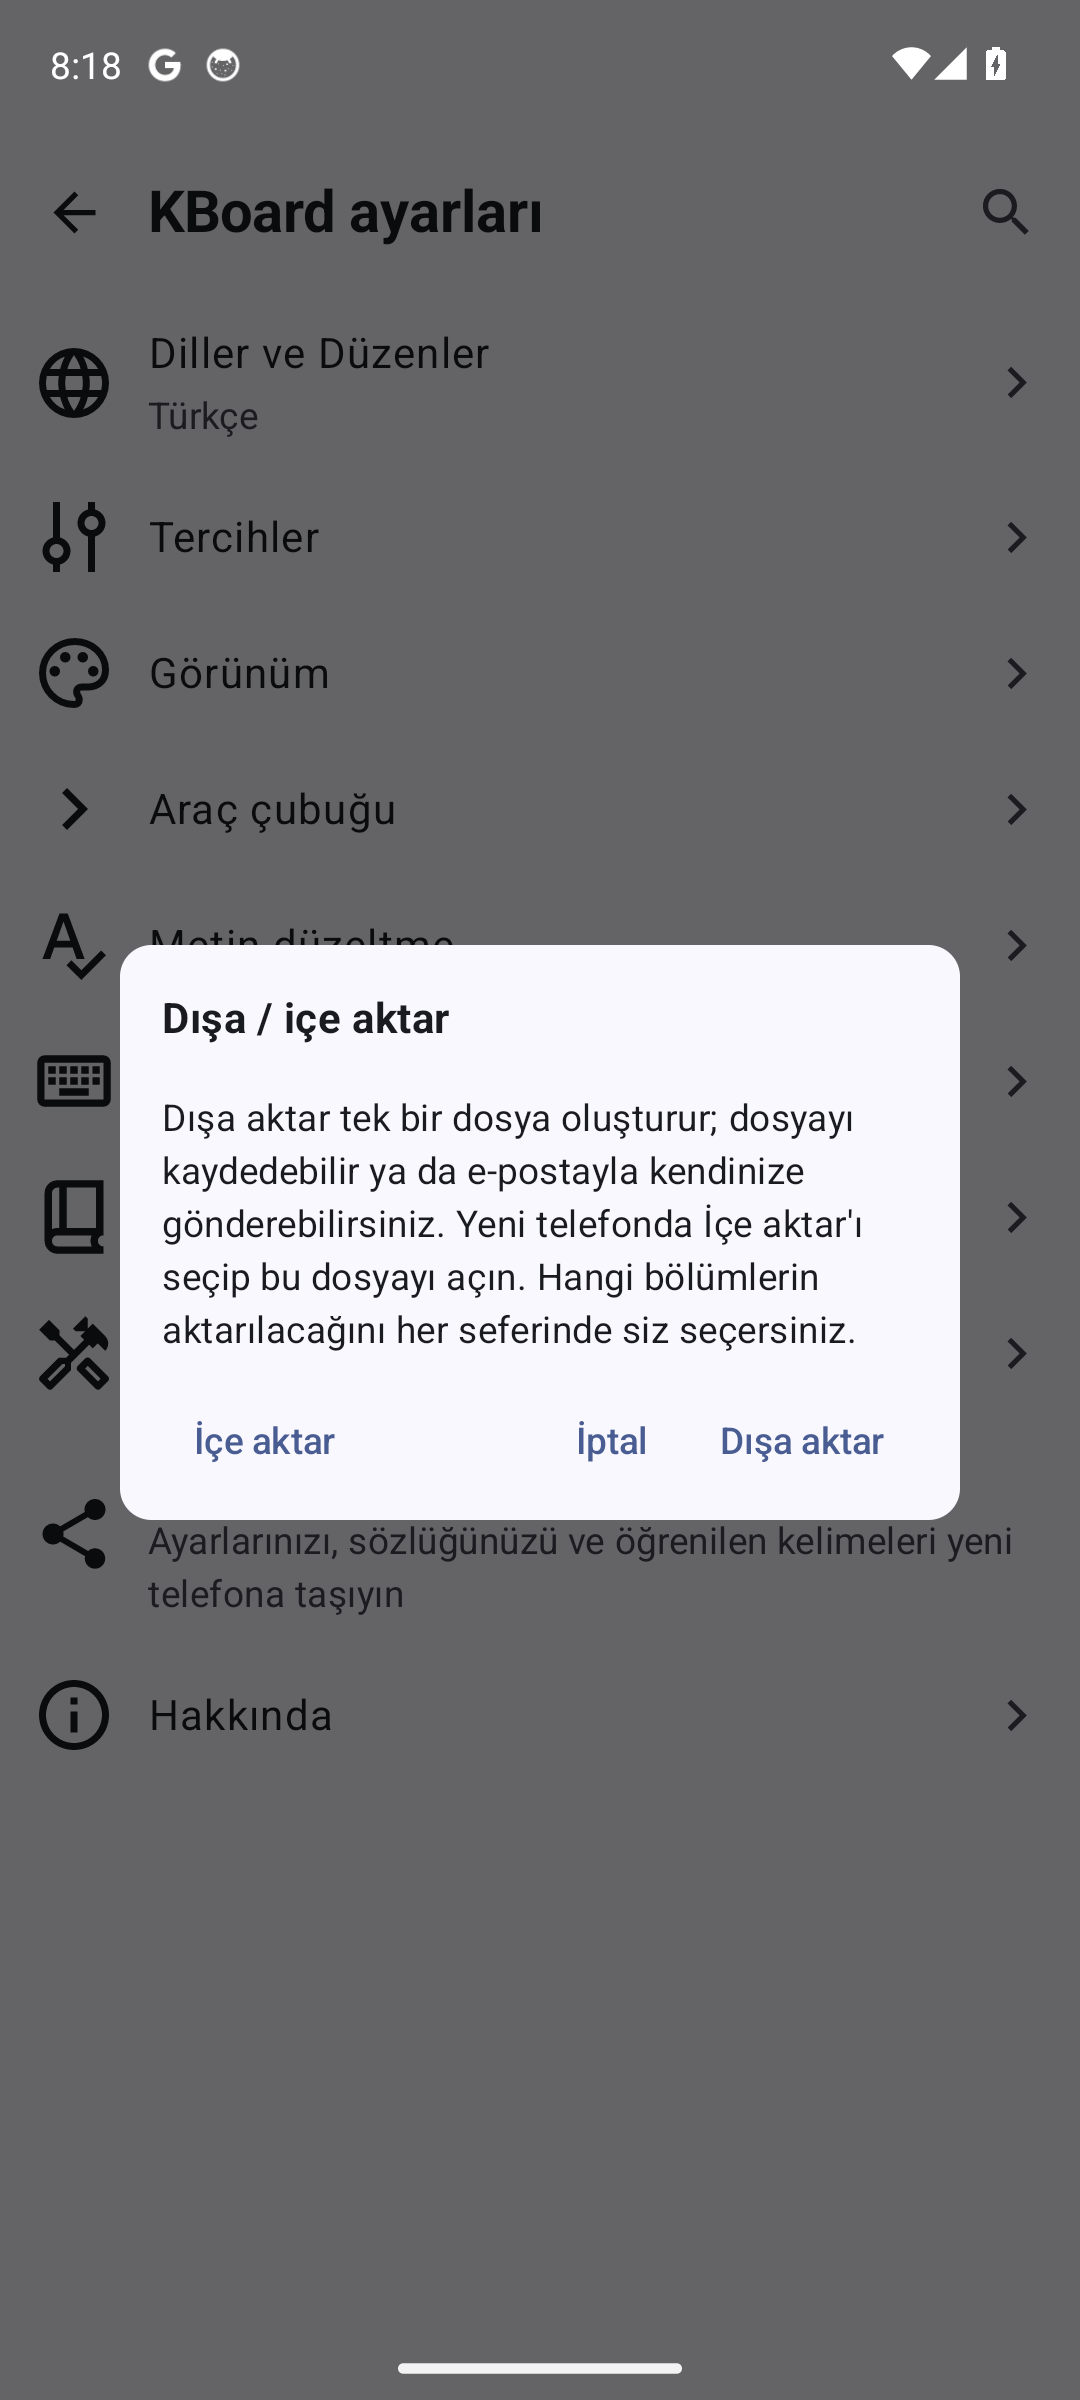 8:18
KBoard ayarları
Diller ve Düzenler
Türkçe
Tercihler
Görünüm
Araç çubuğu
Metin düzeltme
Dışa / içe aktar
Dışa aktar tek bir dosya oluşturur; dosyayı
kaydedebilir ya da e-postayla kendinize
gönderebilirsiniz. Yeni telefonda İçe aktar'ı
seçip bu dosyayı açın. Hangi bölümlerin
aktarılacağını her seferinde siz seçersiniz.
İçe aktar
İptal
Dışa aktar
Ayarlarınızı, sözlüğünüzü ve öğrenilen kelimeleri yeni
telefona taşıyın
Hakkında